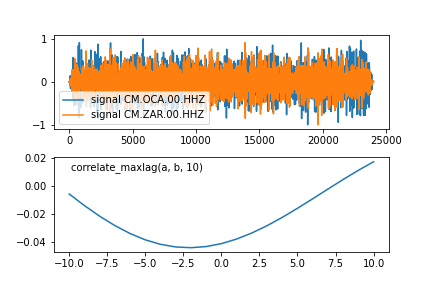 1
0
−1
signal CM.OCA.00.HHZ
signal CM.ZAR.00.HHZ
0 5000 10000 15000 20000 25000
0.02
0.00
−0.02
−0.04
correlate_maxlag(a, b, 10)
−10.0 −7.5 −5.0 −2.5 0.0 2.5 5.0 7.5 10.0